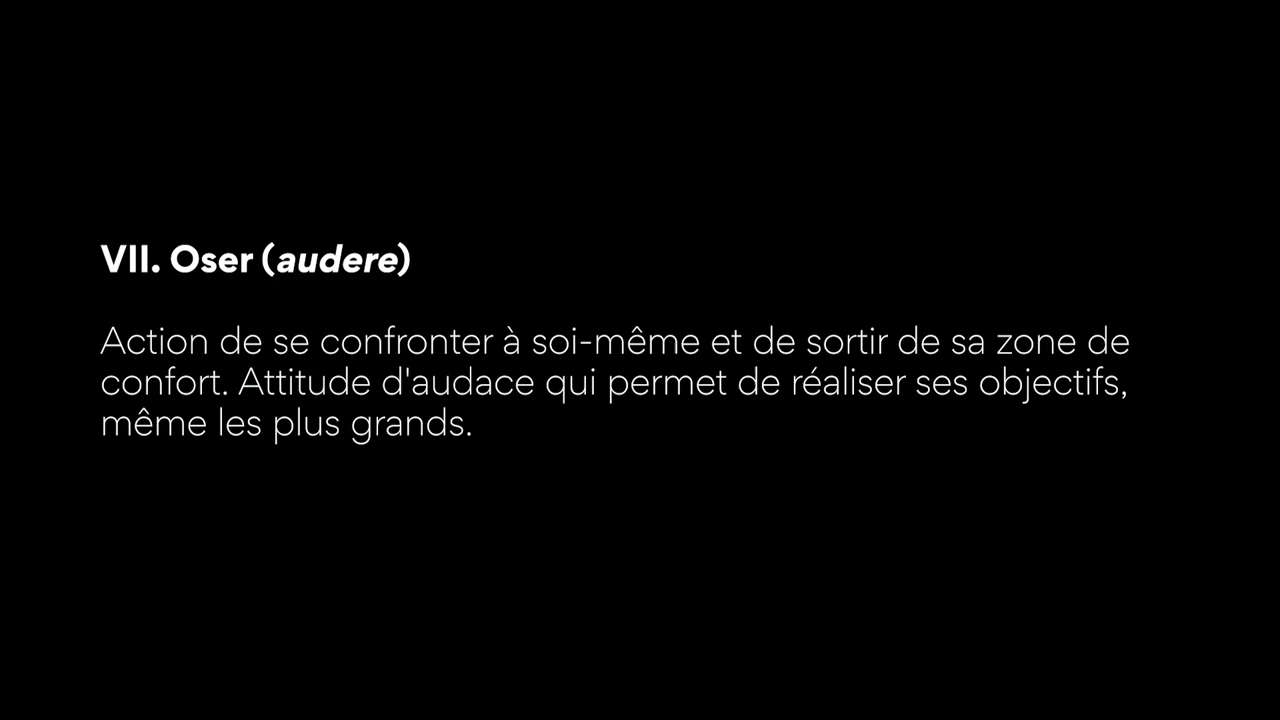 VII. Oser (audere)
Action de se confronter à soi-même et de sortir de sa zone de
confort. Attitude d'audace qui permet de réaliser ses objectifs,
même les plus grands.